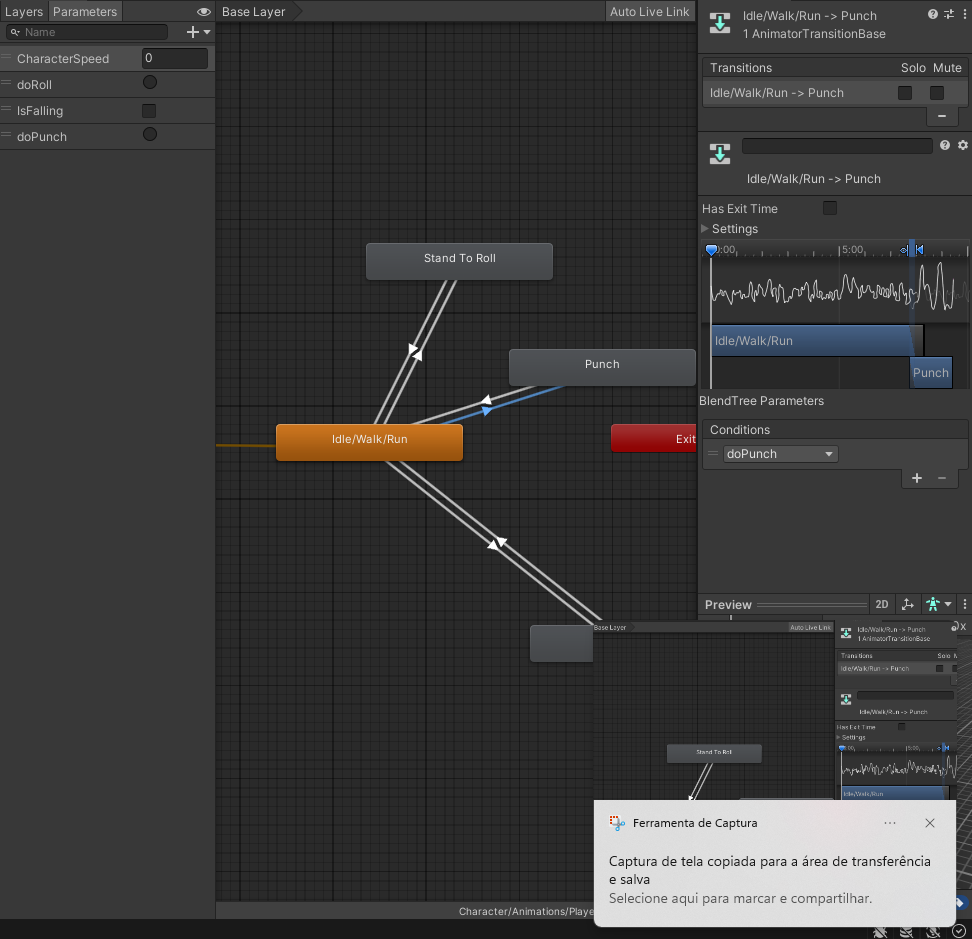 Layers Parameters
Name
CharacterSpeed 0
doRoll
IsFalling
doPunch
Base Layer
Auto Live Link
Stand To Roll
Punch
Idle/Walk/Run
Exit
Character/Animations/Playe
Idle/Walk/Run -> Punch
1 AnimatorTransitionBase
Transitions Solo Mute
Idle/Walk/Run -> Punch
Idle/Walk/Run -> Punch
Has Exit Time
Settings
0:00 5:00
Idle/Walk/Run
Punch
BlendTree Parameters
Conditions
doPunch
Preview 2D
Base Layer
Auto Live Link
Idle/Walk/Run -> Punch
1 AnimatorTransitionBase
Transitions Solo M
Idle/Walk/Run -> Punch
Idle/Walk/Run -> Punch
Has Exit Time
Settings
0:00 5:00
Stand To Roll
Idle/Walk/Run
Ferramenta de Captura
Captura de tela copiada para a área de transferência
e salva
Selecione aqui para marcar e compartilhar.